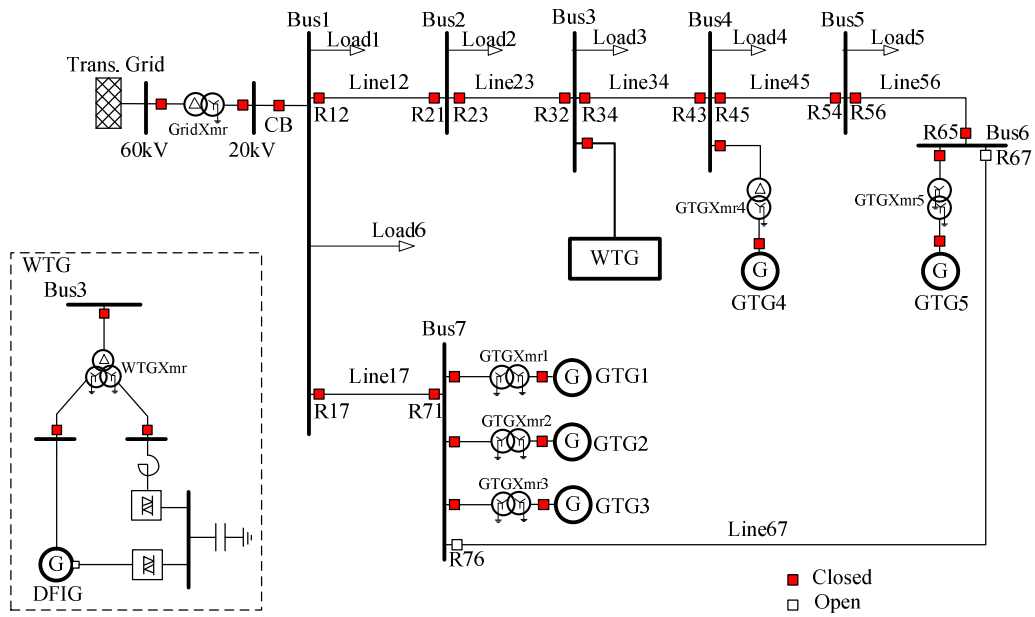 Bus1 Bus2 Bus3 Bus4 Bus5
Load1 Load2 Load3 Load4 Load5
Trans. Grid
Line12 Line23 Line34 Line45 Line56
GridXmr
CB
60kV 20kV
R12 R21 R23 R32 R34 R43 R45 R54 R56
R65 Bus6
R67
GTGXmr4
GTGXmr5
Load6
WTG
G G
GTG4 GTG5
WTG
Bus3
WTGXmr
Bus7
Line17
R17 R71
GTGXmr1
G GTG1
GTGXmr2
G GTG2
GTGXmr3
G GTG3
Line67
R76
G
DFIG
Closed
Open